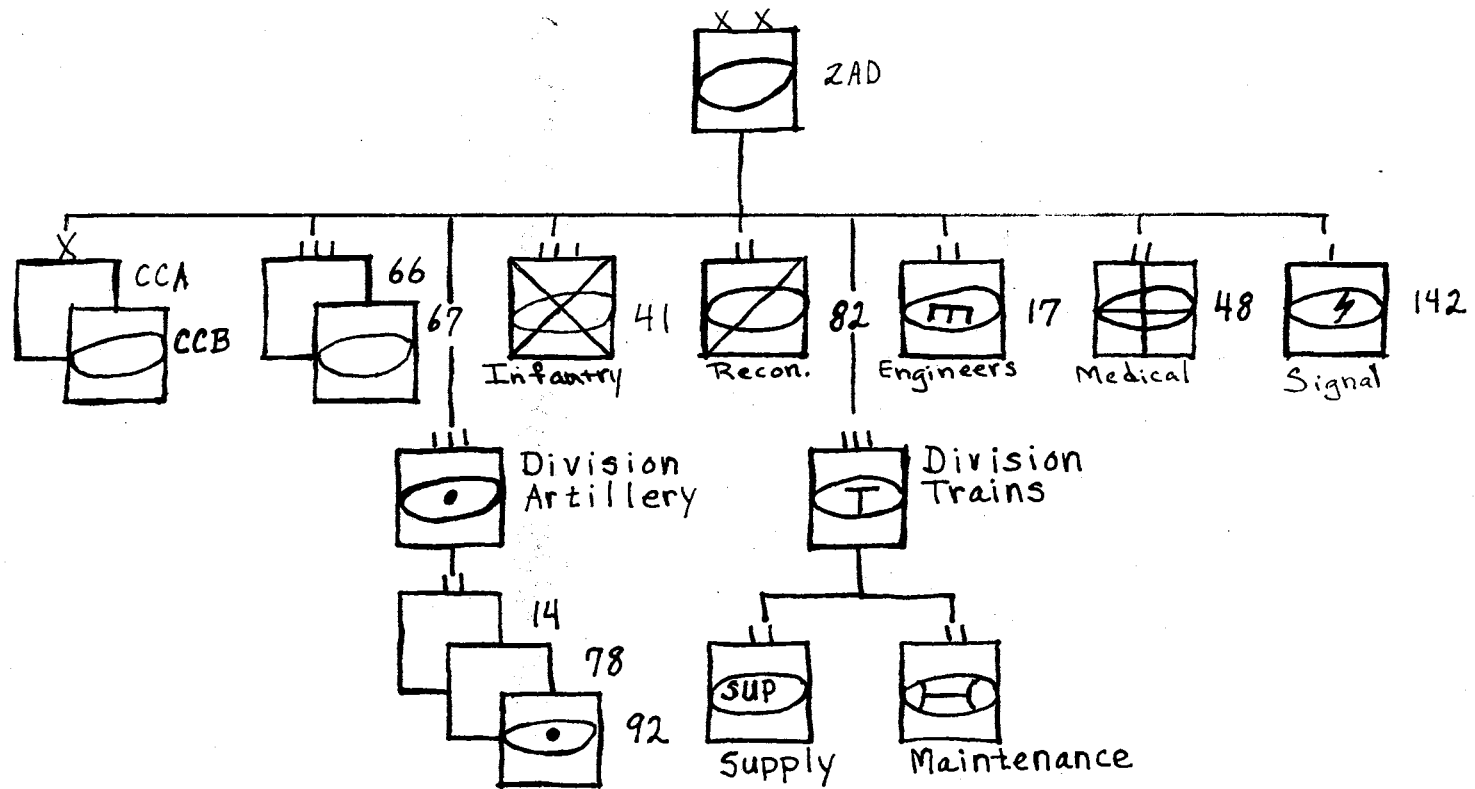 X X
2AD
X
CCA
CCB
III
66
67
III
41
Infantry
II
82
Recon.
II
17
Engineers
II
48
Medical
I
142
Signal
III
Division
Artillery
III
T
Division
Trains
II
14
78
92
II
SUP
Supply
II
Maintenance